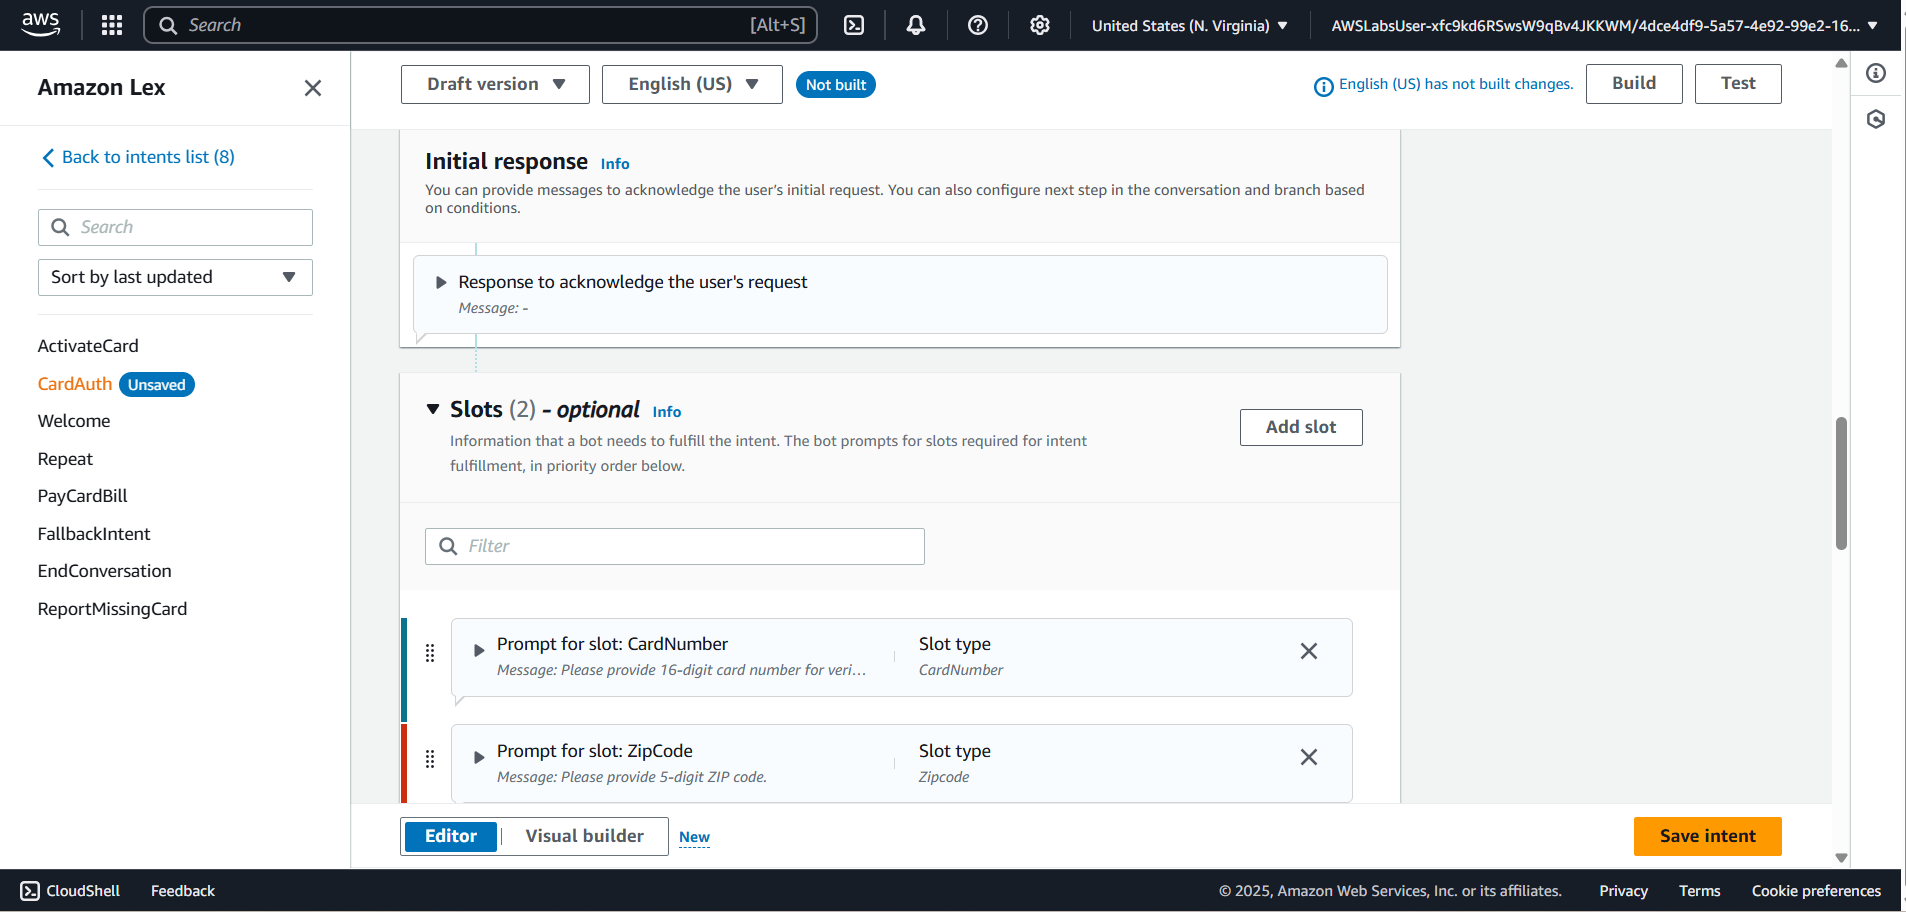 aws
Search
[Alt+S]
United States (N. Virginia)
AWSLabsUser-xfc9kd6RSwsW9qBv4JKKWM/4dce4df9-5a57-4e92-99e2-16...
Amazon Lex
Back to intents list (8)
Search
Sort by last updated
ActivateCard
CardAuth Unsaved
Welcome
Repeat
PayCardBill
FallbackIntent
EndConversation
ReportMissingCard
Draft version
English (US)
Not built
English (US) has not built changes.
Build
Test
Initial response Info
You can provide messages to acknowledge the user's initial request. You can also configure next step in the conversation and branch based
on conditions.
Response to acknowledge the user's request
Message: -
Slots (2) - optional Info
Information that a bot needs to fulfill the intent. The bot prompts for slots required for intent
fulfillment, in priority order below.
Add slot
Filter
Prompt for slot: CardNumber
Message: Please provide 16-digit card number for veri...
Slot type
CardNumber
Prompt for slot: ZipCode
Message: Please provide 5-digit ZIP code.
Slot type
Zipcode
Editor
Visual builder
New
Save intent
CloudShell
Feedback
© 2025, Amazon Web Services, Inc. or its affiliates.
Privacy
Terms
Cookie preferences